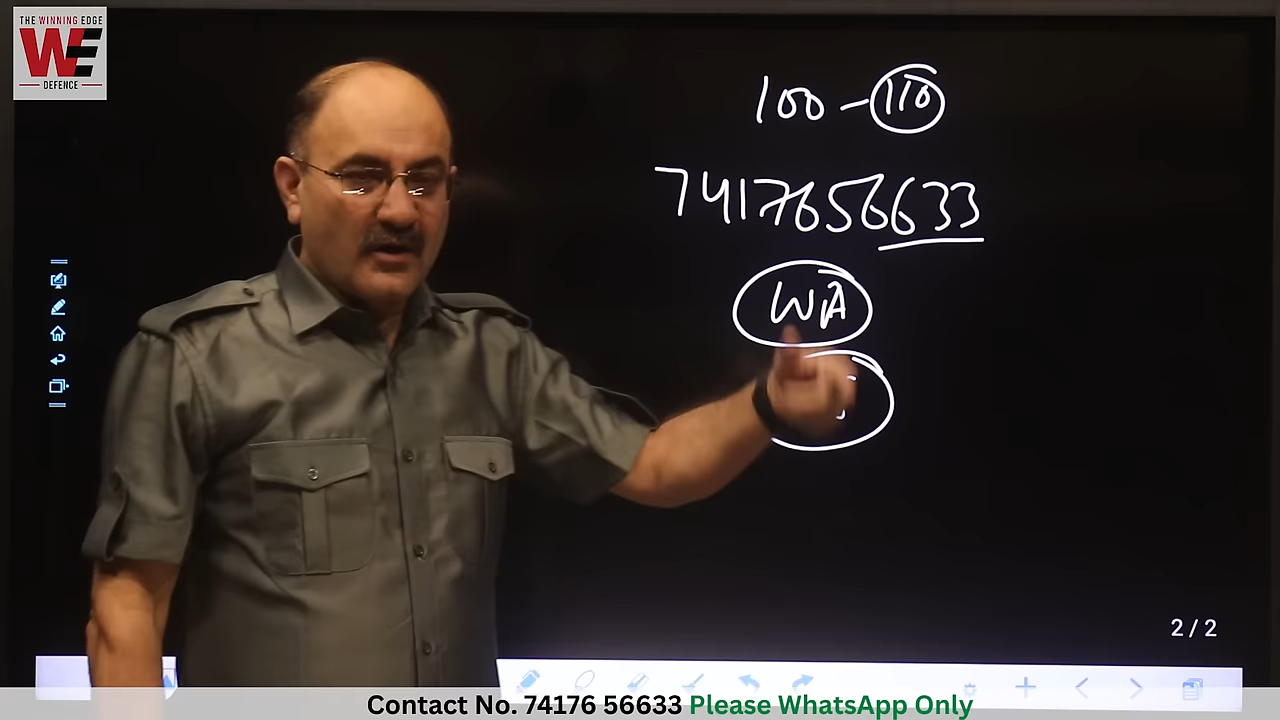 THE WINNING EDGE
WE
DEFENCE
100 - 110
7417656633
WA
2 / 2
Contact No. 74176 56633 Please WhatsApp Only